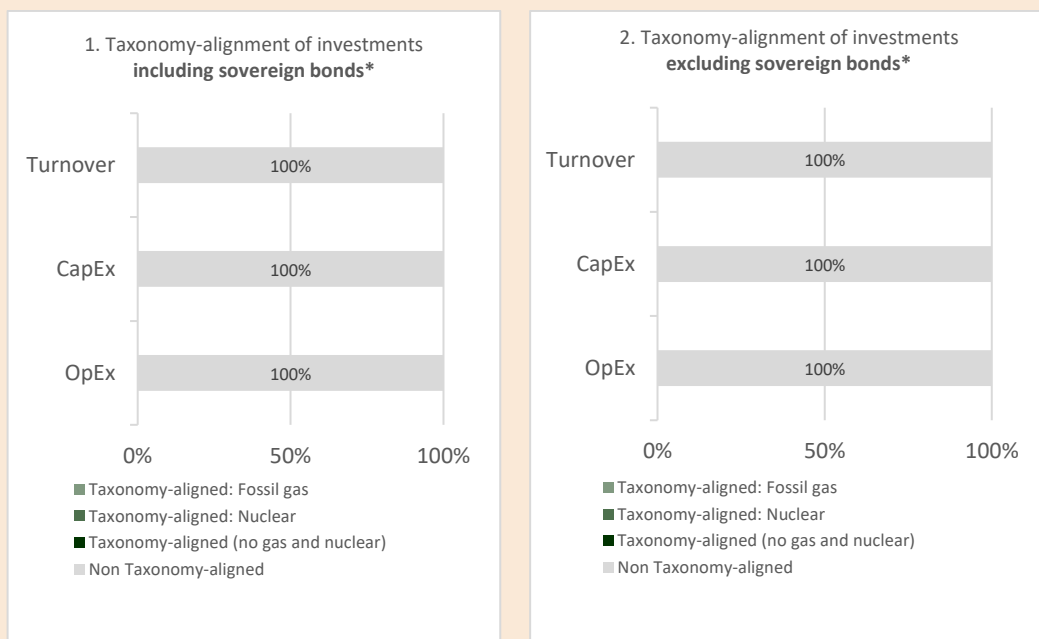 1. Taxonomy-alignment of investments
including sovereign bonds*
Turnover
100%
CapEx
100%
OpEx
100%
0%
50%
100%
Taxonomy-aligned: Fossil gas
Taxonomy-aligned: Nuclear
Taxonomy-aligned (no gas and nuclear)
Non Taxonomy-aligned
2. Taxonomy-alignment of investments
excluding sovereign bonds*
Turnover
100%
CapEx
100%
OpEx
100%
0%
50%
100%
Taxonomy-aligned: Fossil gas
Taxonomy-aligned: Nuclear
Taxonomy-aligned (no gas and nuclear)
Non Taxonomy-aligned